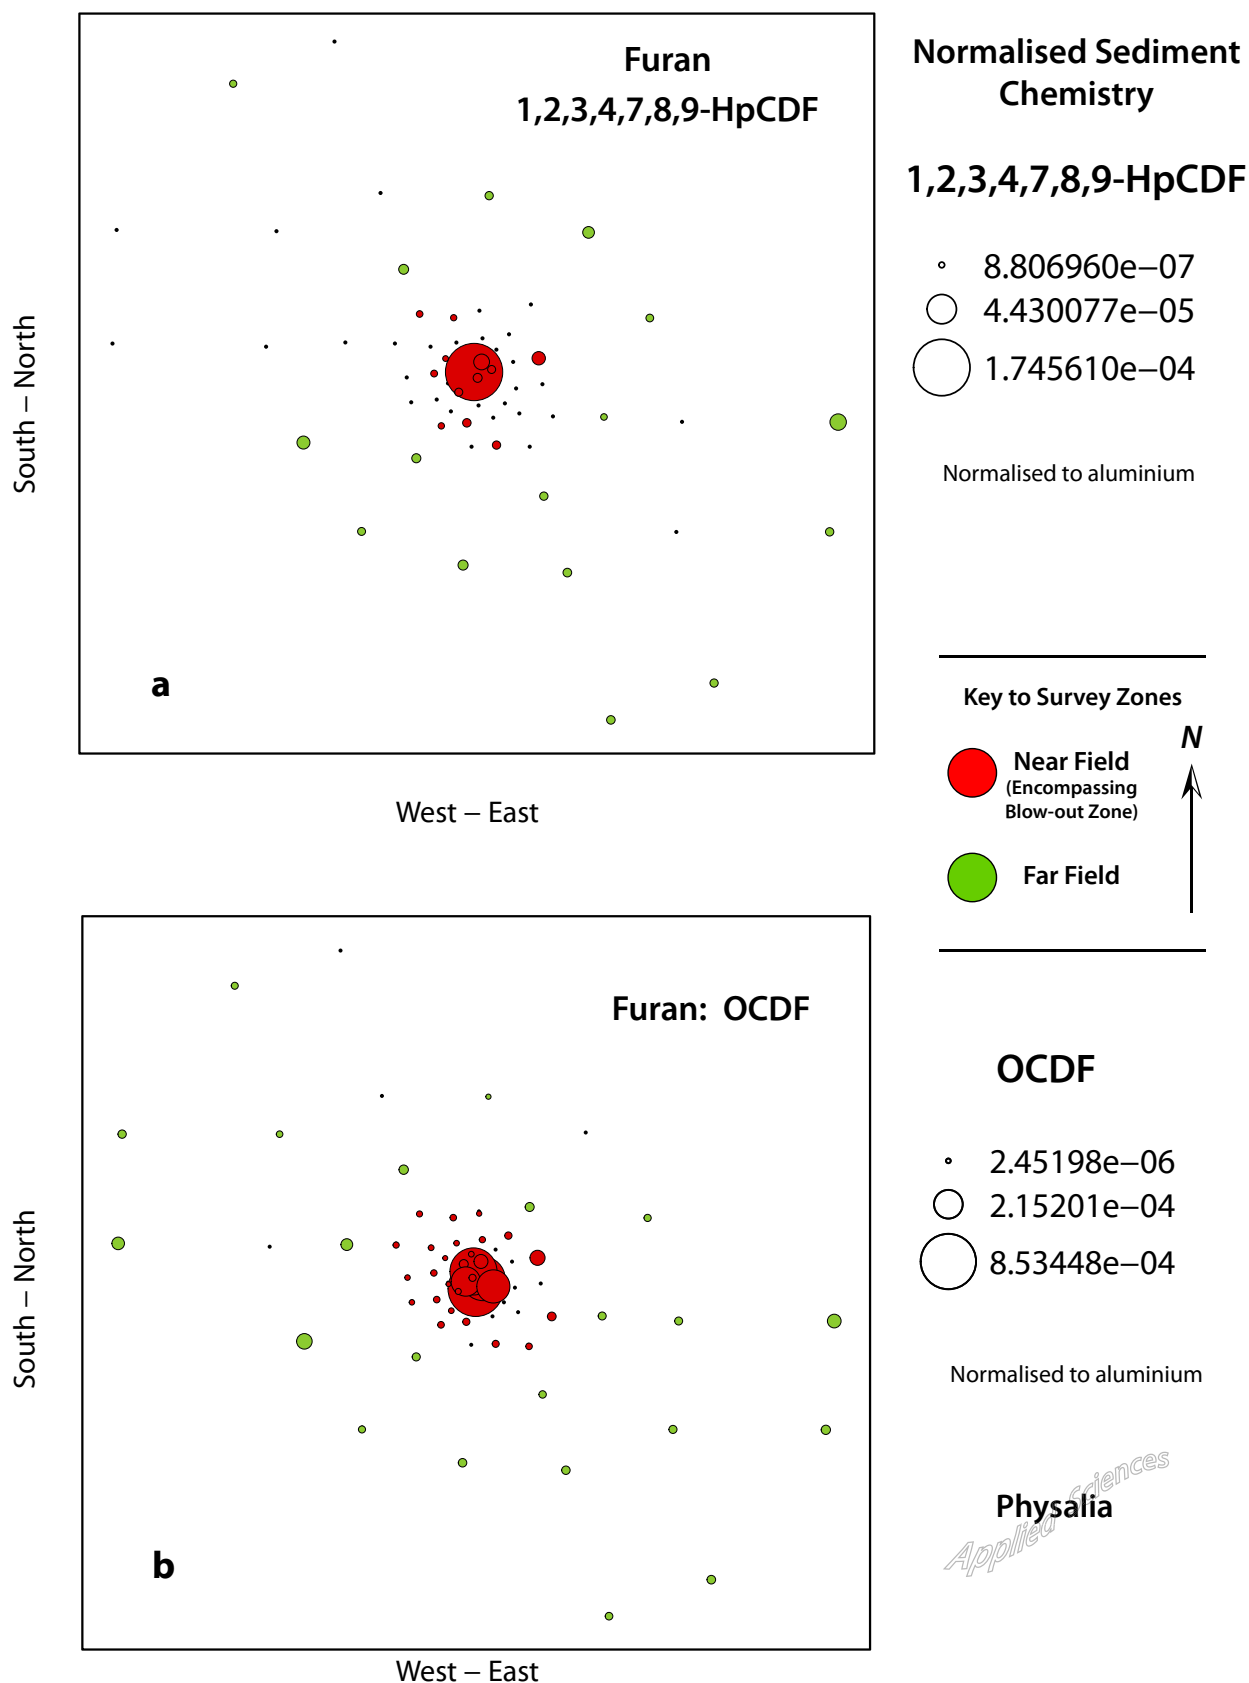 Furan
1,2,3,4,7,8,9-HpCDF
South – North
a
West – East
Normalised Sediment
Chemistry
1,2,3,4,7,8,9-HpCDF
8.806960e−07
4.430077e−05
1.745610e−04
Normalised to aluminium
Key to Survey Zones
N
Near Field
(Encompassing
Blow-out Zone)
Far Field
Furan: OCDF
South – North
b
West – East
OCDF
2.45198e−06
2.15201e−04
8.53448e−04
Normalised to aluminium
Physalia
Applied Sciences